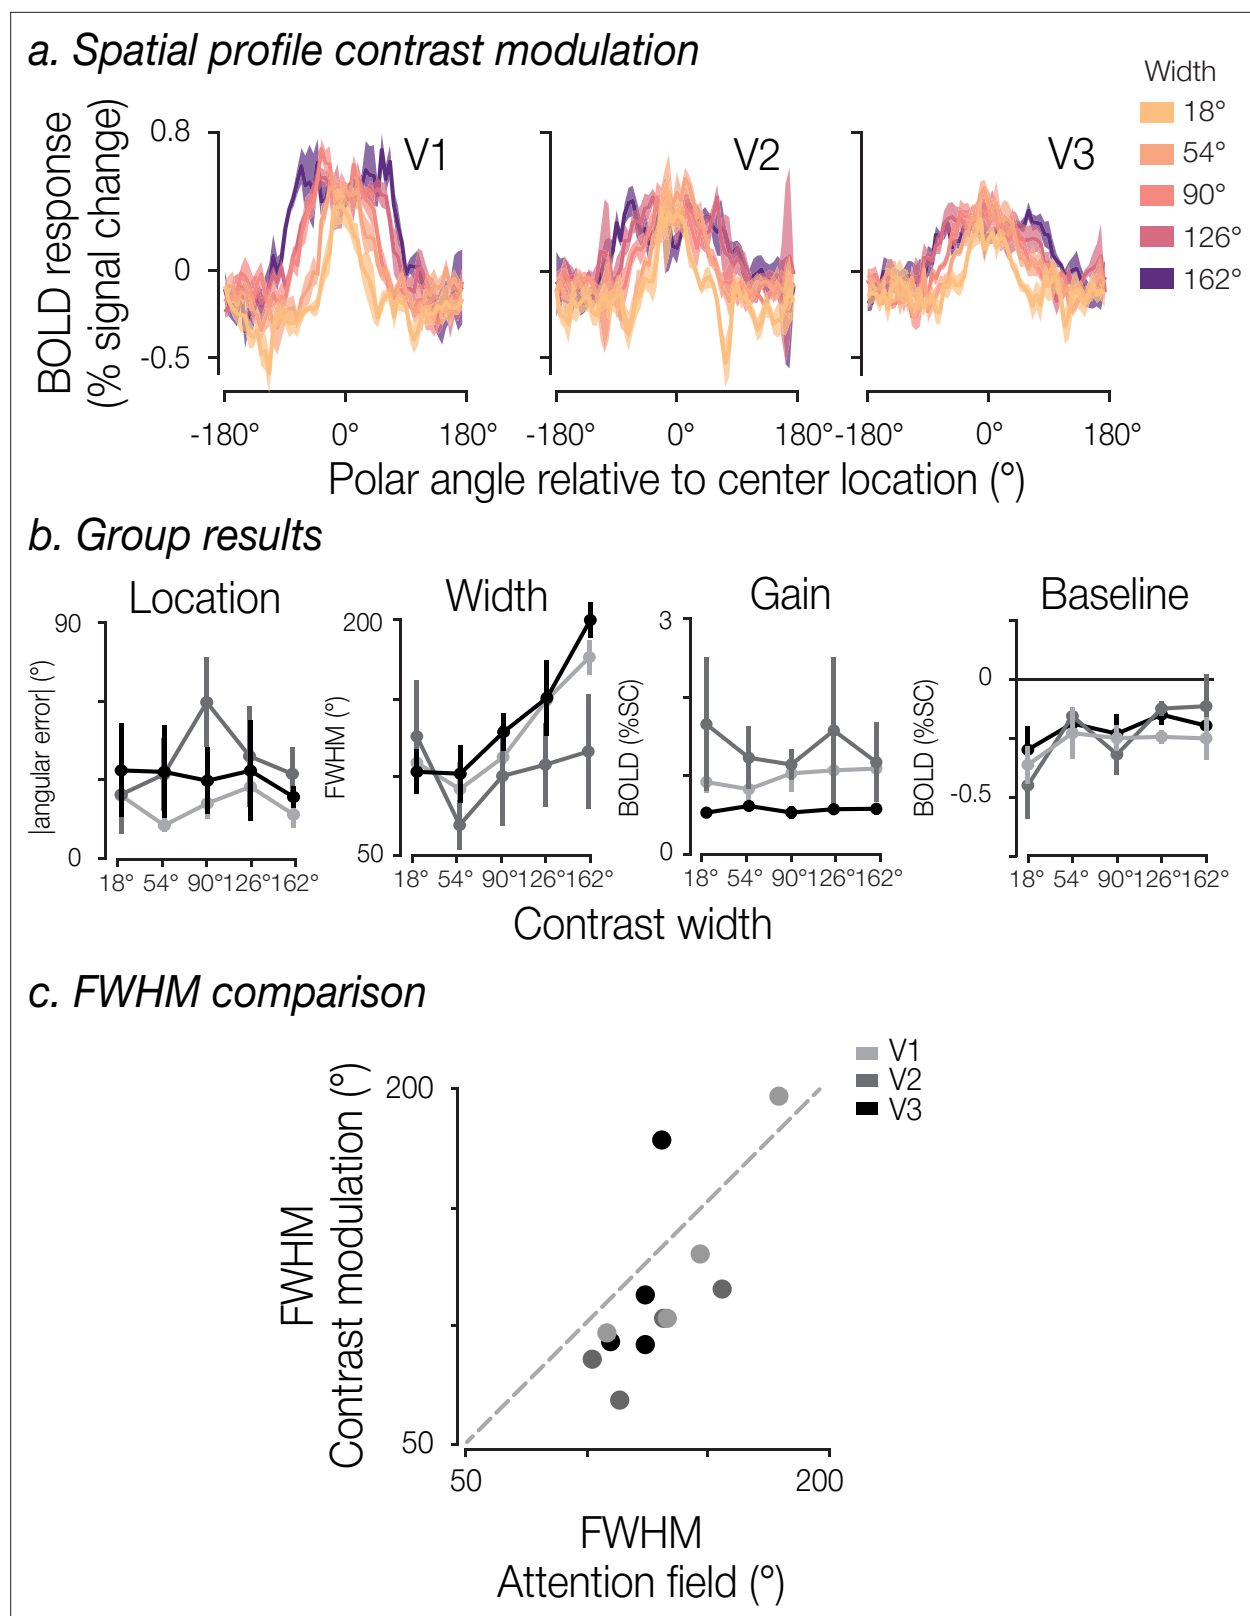 a. Spatial profile contrast modulation
Width
18°
54°
90°
126°
162°
BOLD response
(% signal change)
0.8
0
-0.5
V1
V2
V3
-180° 0° 180° -180° 0° 180° -180° 0° 180°
Polar angle relative to center location (°)
b. Group results
Location
Width
Gain
Baseline
|angular error| (°)
90
0
18° 54° 90° 126° 162°
FWHM (°)
200
50
18° 54° 90° 126° 162°
BOLD (%SC)
3
0
18° 54° 90° 126° 162°
BOLD (%SC)
0
-0.5
18° 54° 90° 126° 162°
Contrast width
c. FWHM comparison
V1
V2
V3
FWHM
Contrast modulation (°)
200
50
50
200
FWHM
Attention field (°)